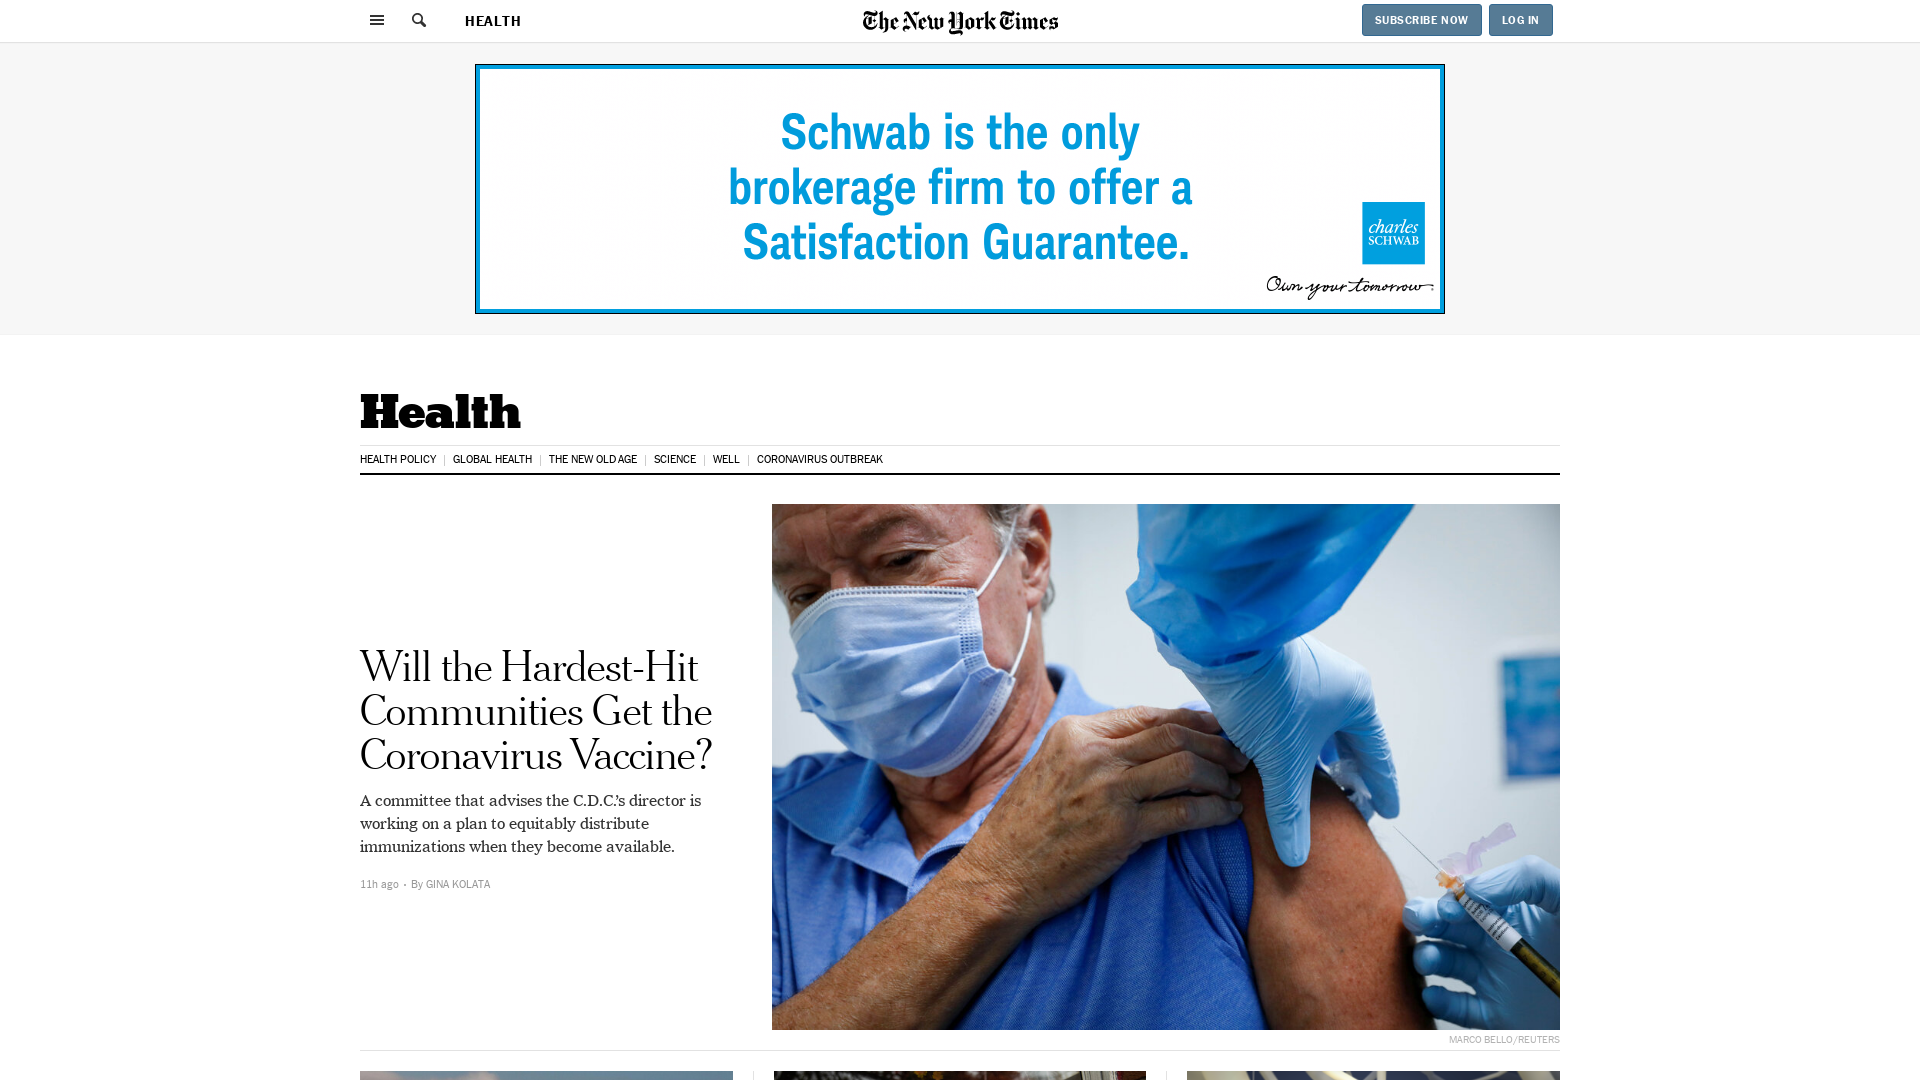 HEALTH
The New York Times
SUBSCRIBE NOW
LOG IN
Schwab is the only
brokerage firm to offer a
Satisfaction Guarantee.
charles
SCHWAB
Own your tomorrow.
Health
HEALTH POLICY
GLOBAL HEALTH
THE NEW OLD AGE
SCIENCE
WELL
CORONAVIRUS OUTBREAK
Will the Hardest-Hit
Communities Get the
Coronavirus Vaccine?
A committee that advises the C.D.C.’s director is
working on a plan to equitably distribute
immunizations when they become available.
11h ago • By GINA KOLATA
MARCO BELLO/REUTERS